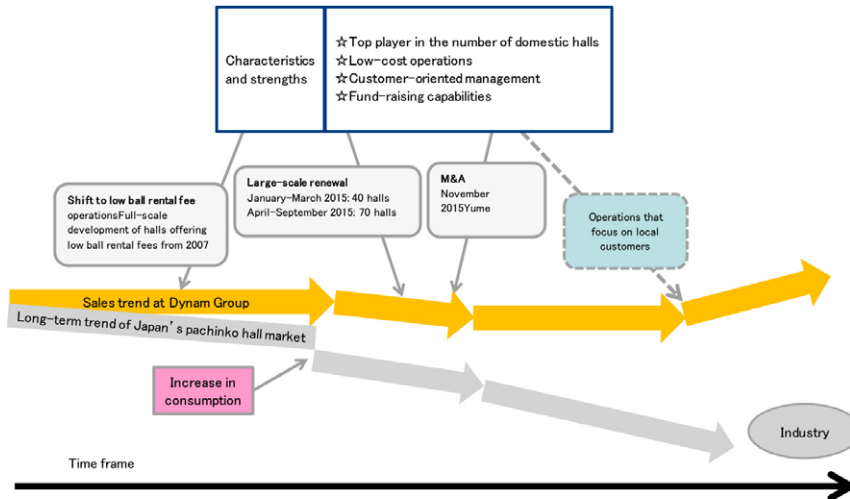 Characteristics
and strengths
☆Top player in the number of domestic halls
☆Low-cost operations
☆Customer-oriented management
☆Fund-raising capabilities
Shift to low ball rental fee
operationsFull-scale
development of halls offering
low ball rental fees from 2007
Large-scale renewal
January-March 2015: 40 halls
April-September 2015: 70 halls
M&A
November
2015Yume
Operations that
focus on local
customers
Sales trend at Dynam Group
Long-term trend of Japan's pachinko hall market
Increase in
consumption
Industry
Time frame